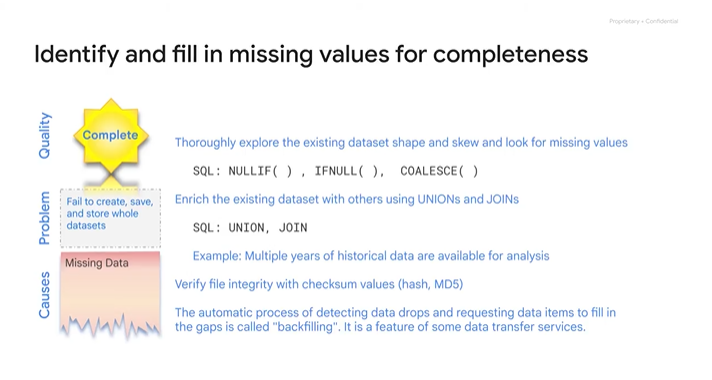 Proprietary + Confidential
Identify and fill in missing values for completeness
Quality
Complete
Problem
Fail to create, save,
and store whole
datasets
Causes
Missing Data
Thoroughly explore the existing dataset shape and skew and look for missing values
SQL: NULLIF( ) , IFNULL( ), COALESCE( )
Enrich the existing dataset with others using UNIONs and JOINs
SQL: UNION, JOIN
Example: Multiple years of historical data are available for analysis
Verify file integrity with checksum values (hash, MD5)
The automatic process of detecting data drops and requesting data items to fill in
the gaps is called "backfilling". It is a feature of some data transfer services.